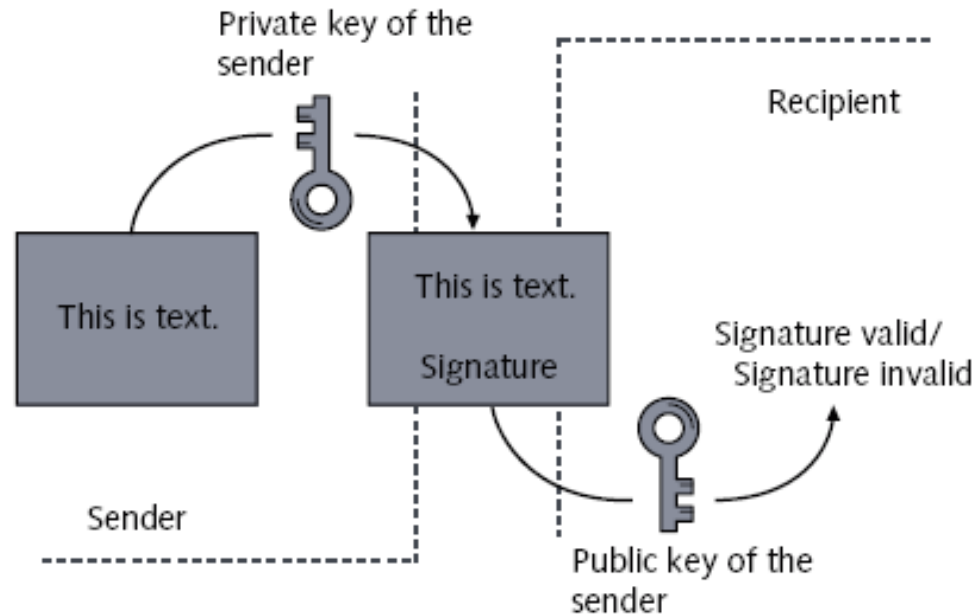 Private key of the
sender
Recipient
This is text.
This is text.
Signature
Signature valid/
Signature invalid
Sender
Public key of the
sender